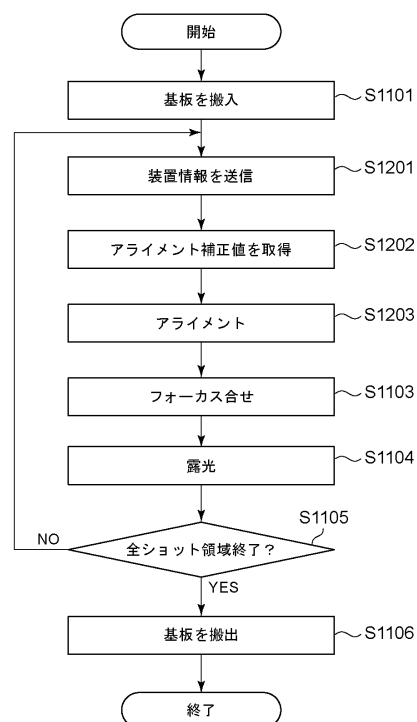 開始
基板を搬入
S1101
装置情報を送信
S1201
アライメント補正値を取得
S1202
アライメント
S1203
フォーカス合せ
S1103
露光
S1104
S1105
全ショット領域終了？
NO
YES
基板を搬出
S1106
終了